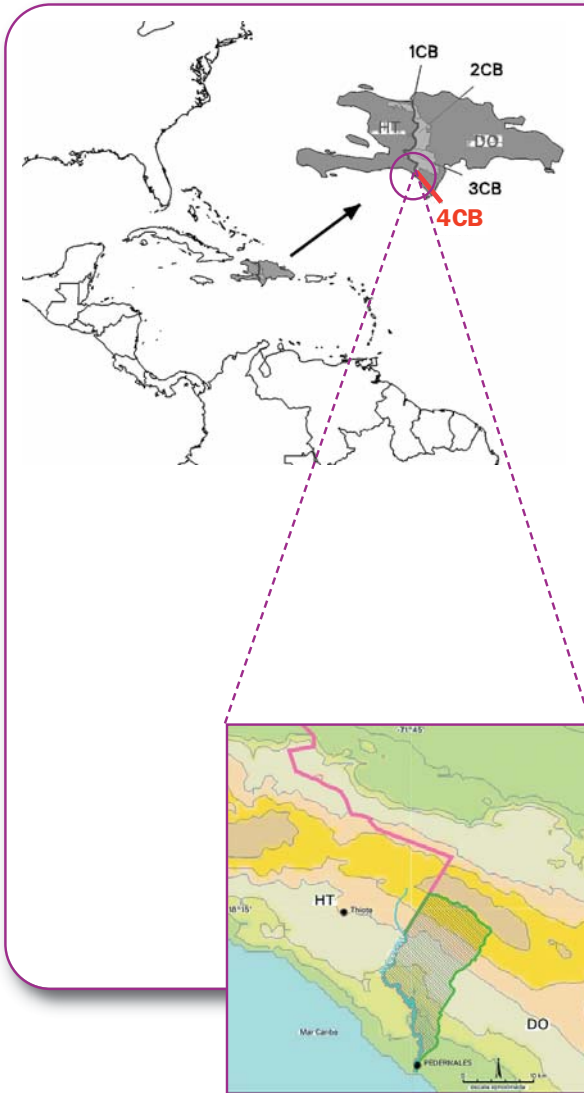 1CB
2CB
HT
DO
3CB
4CB
-71°45'
18°15'
HT
Thiotte
DO
Mar Caribe
PEDERNALES
0 10 km
escala aproximada